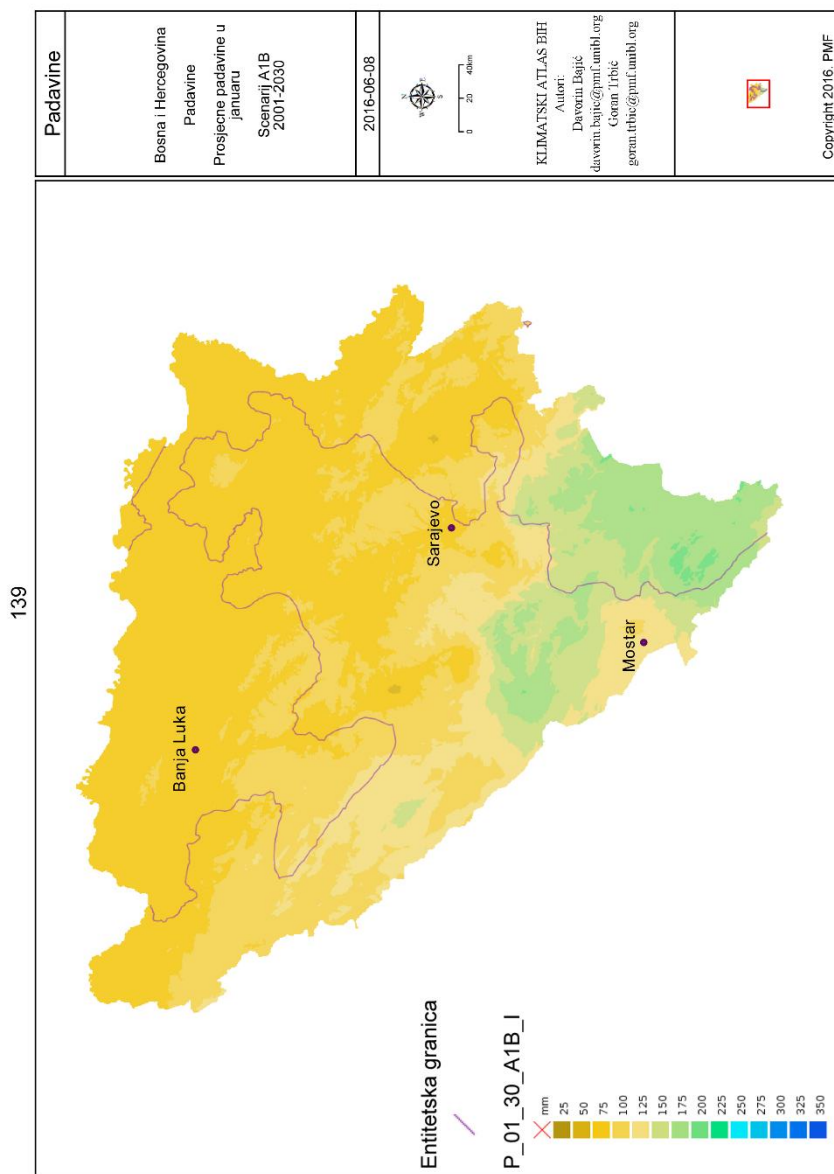 139
Padavine
Bosna i Hercegovina
Padavine
Prosjecne padavine u
januaru
Scenarij A1B
2001-2030
2016-06-08
N
W
E
S
0 20 40km
KLIMATSKI ATLAS BIH
Autori:
Davorin Bajić
davorin.bajic@pmf.unibl.org
Goran Trbić
goran.trbic@pmf.unibl.org
Copyright 2016. PMF
Banja Luka
Sarajevo
Mostar
Entitetska granica
P_01_30_A1B_I
mm
25
50
75
100
125
150
175
200
225
250
275
300
325
350